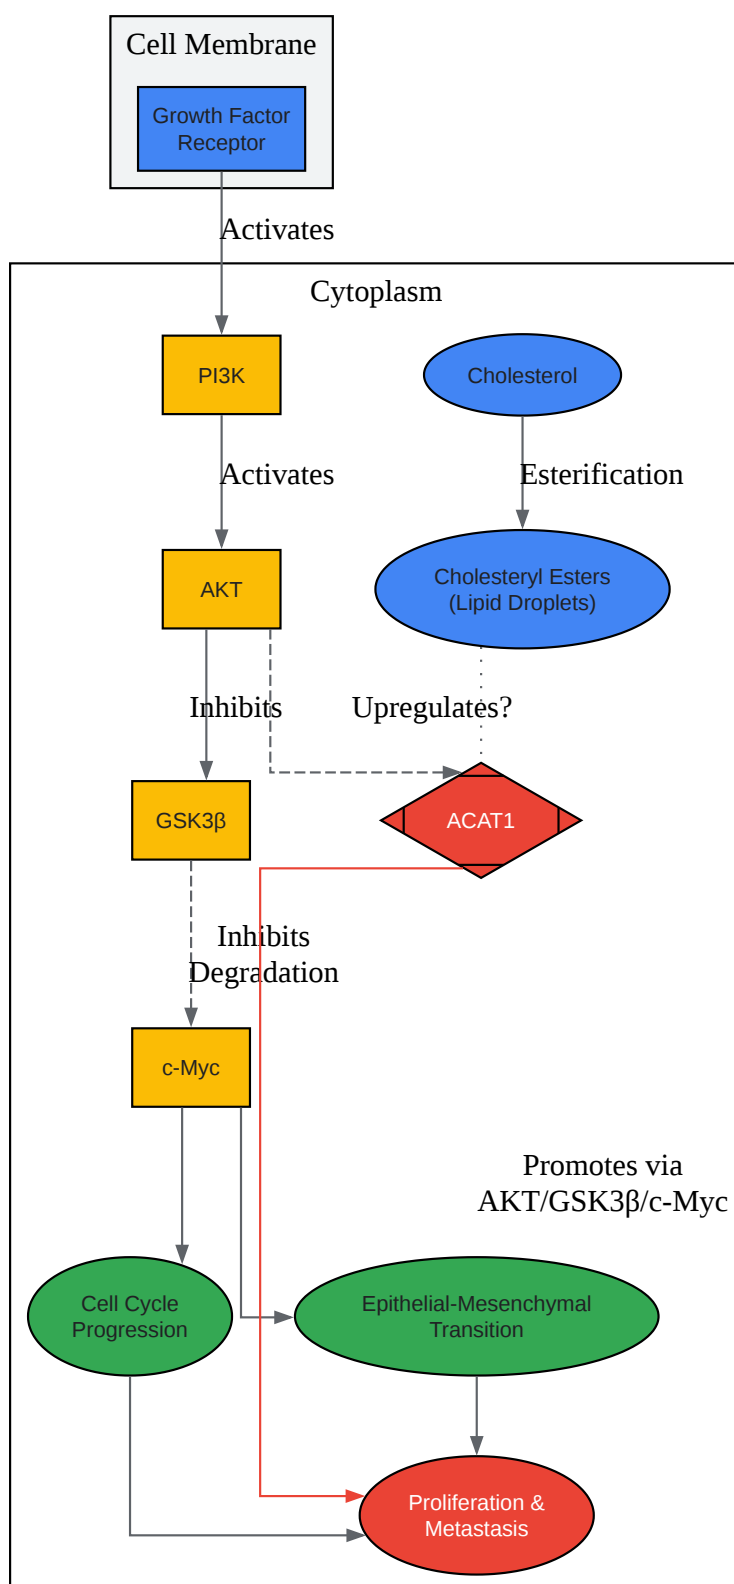 Cell Membrane
Growth Factor
Receptor
Activates
Cytoplasm
PI3K
Cholesterol
Activates
Esterification
AKT
Cholesteryl Esters
(Lipid Droplets)
Inhibits
Upregulates?
GSK3β
ACAT1
Inhibits
Degradation
c-Myc
Promotes via
AKT/GSK3β/c-Myc
Cell Cycle
Progression
Epithelial-Mesenchymal
Transition
Proliferation &
Metastasis